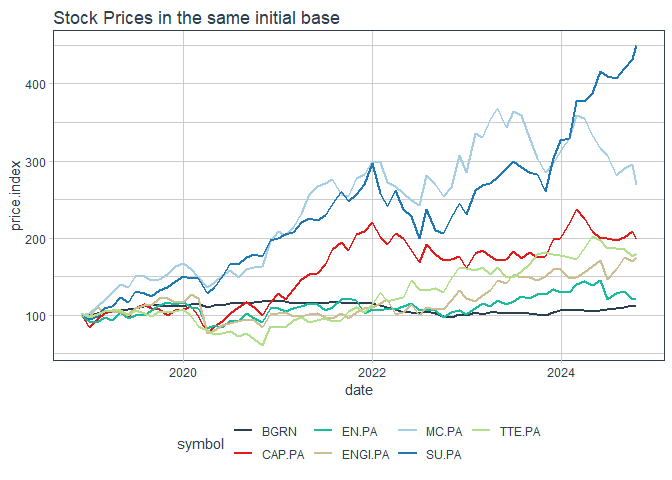 Stock Prices in the same initial base
price.index
400
300
200
100
2020 2022 2024
date
symbol
BGRN EN.PA MC.PA TTE.PA
CAP.PA ENGI.PA SU.PA